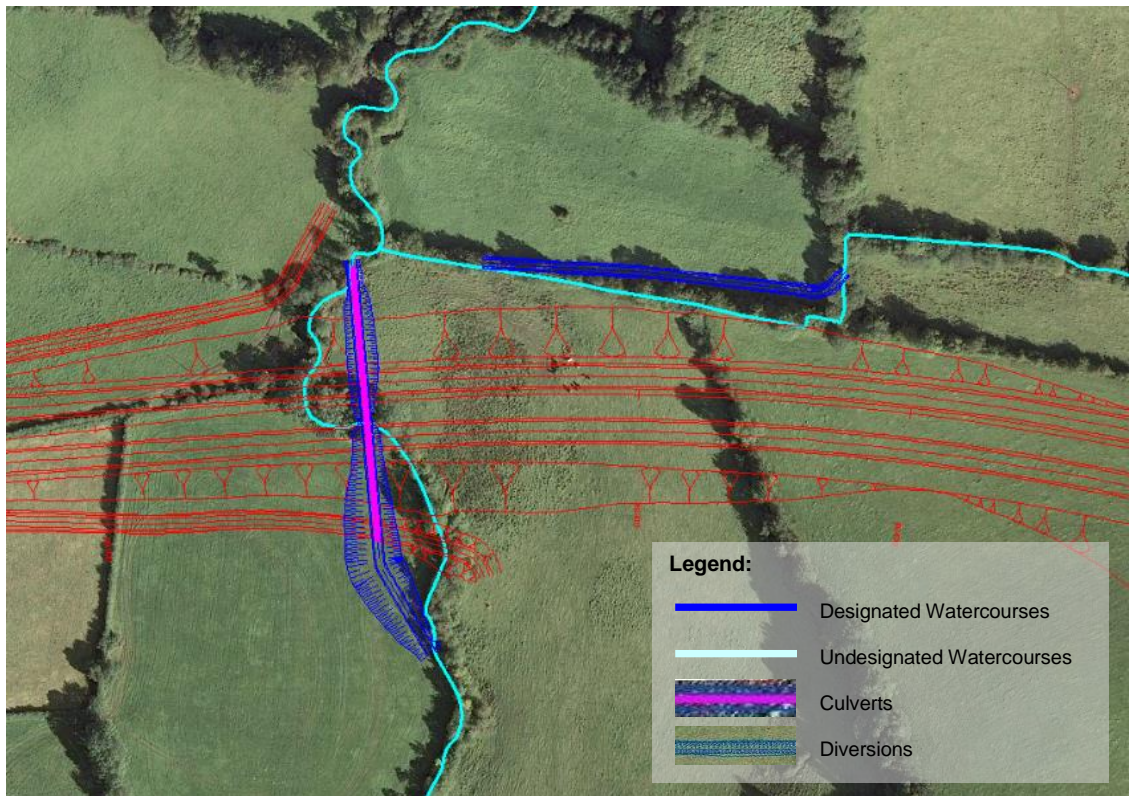 Legend:
Designated Watercourses
Undesignated Watercourses
Culverts
Diversions